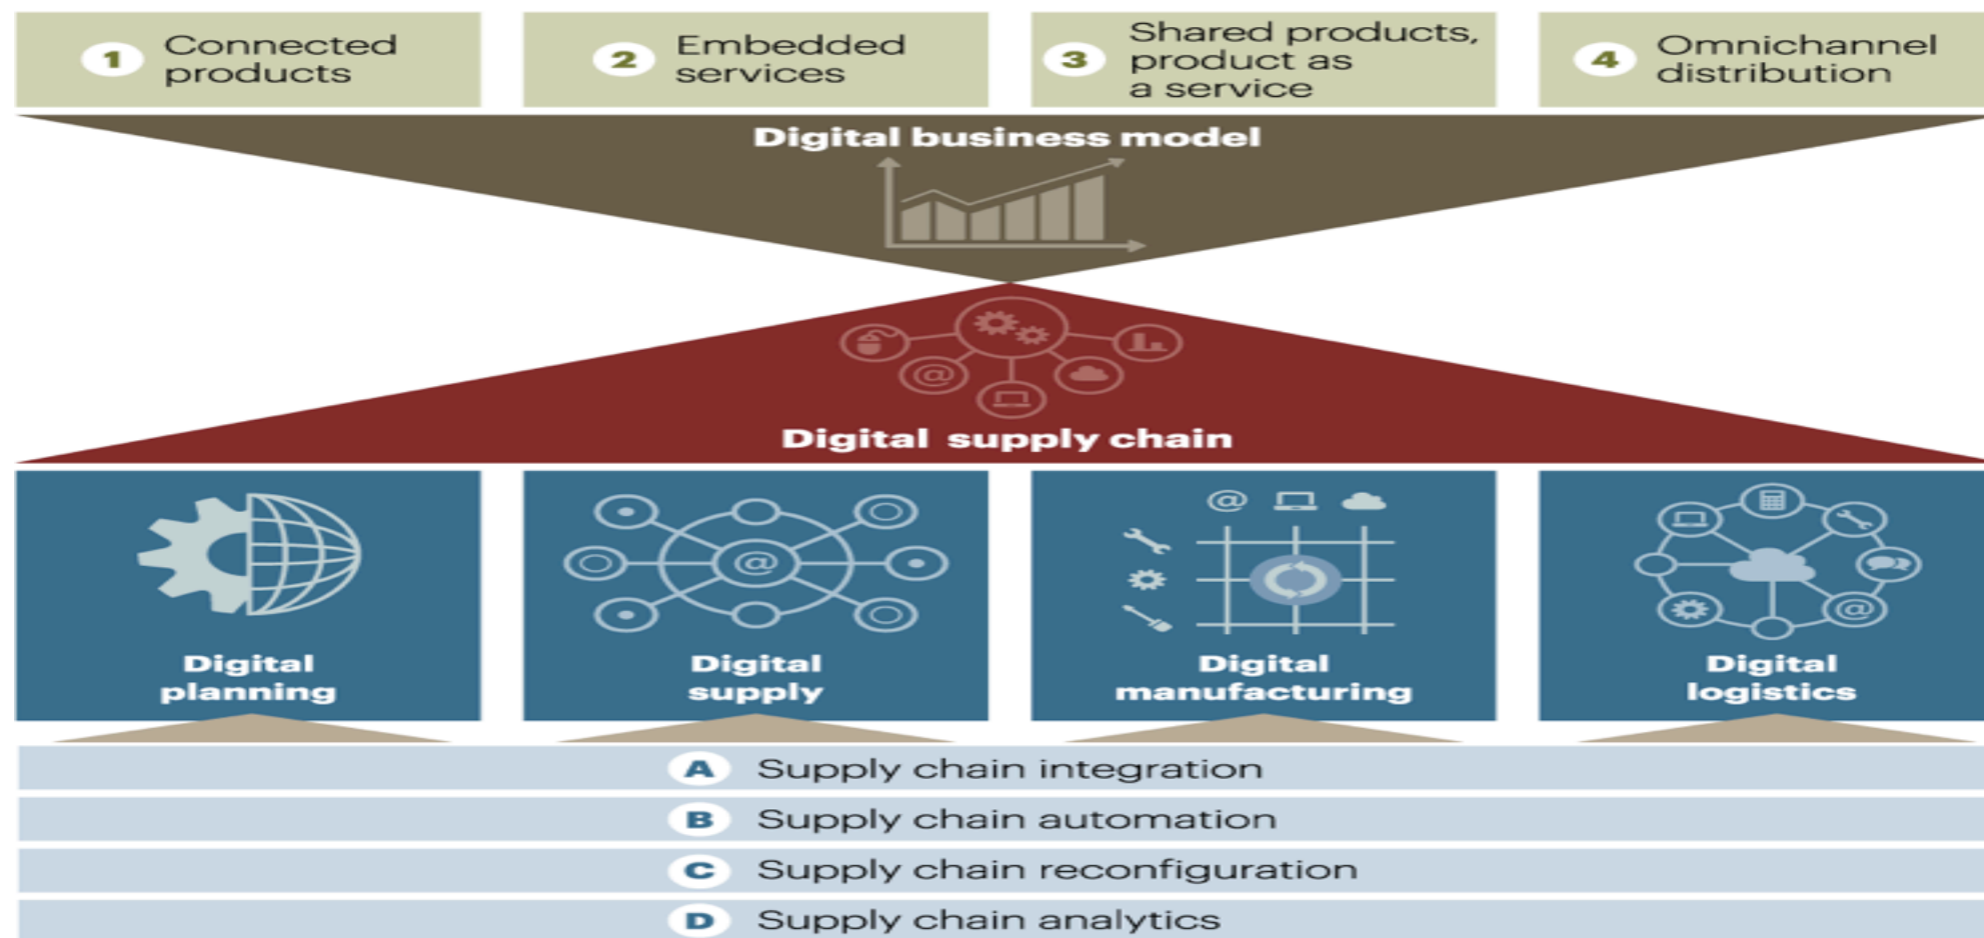 1 Connected
products
2 Embedded
services
3 Shared products,
product as
a service
4 Omnichannel
distribution
Digital business model
@
Digital supply chain
@
@
@
Digital
planning
Digital
supply
Digital
manufacturing
Digital
logistics
A Supply chain integration
B Supply chain automation
C Supply chain reconfiguration
D Supply chain analytics